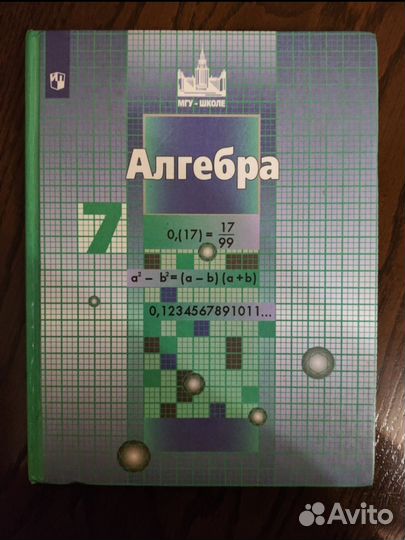 МГУ - ШКОЛЕ
Алгебра
7
0,(17) = 17/99
a² – b² = (a – b) (a + b)
0,1234567891011...
Avito